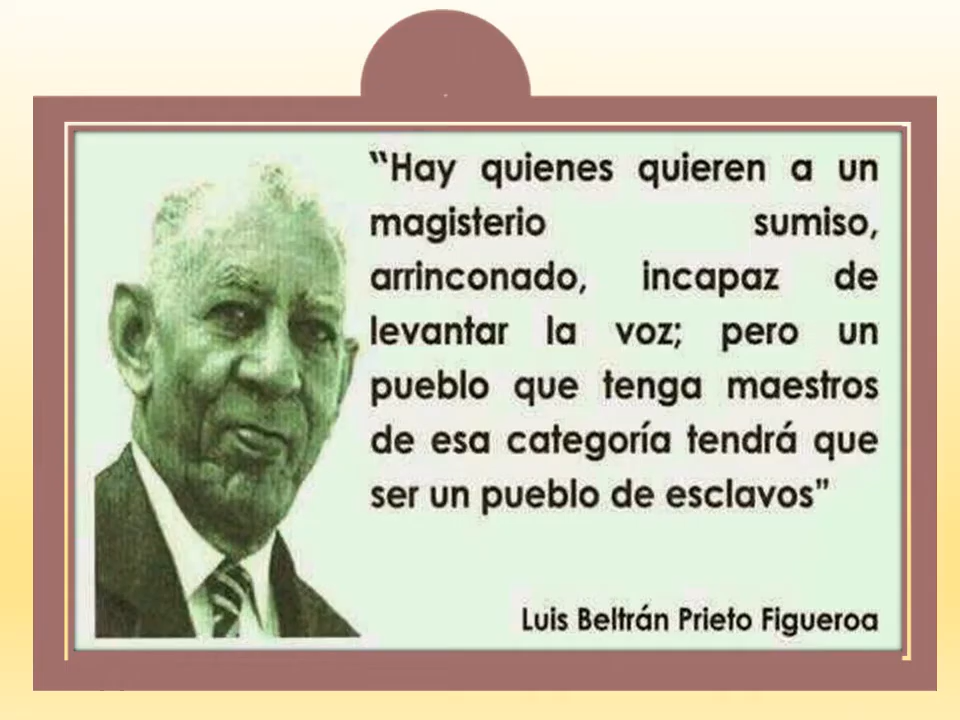 “Hay quienes quieren a un
magisterio sumiso,
arrinconado, incapaz de
levantar la voz; pero un
pueblo que tenga maestros
de esa categoría tendrá que
ser un pueblo de esclavos”
Luis Beltrán Prieto Figueroa